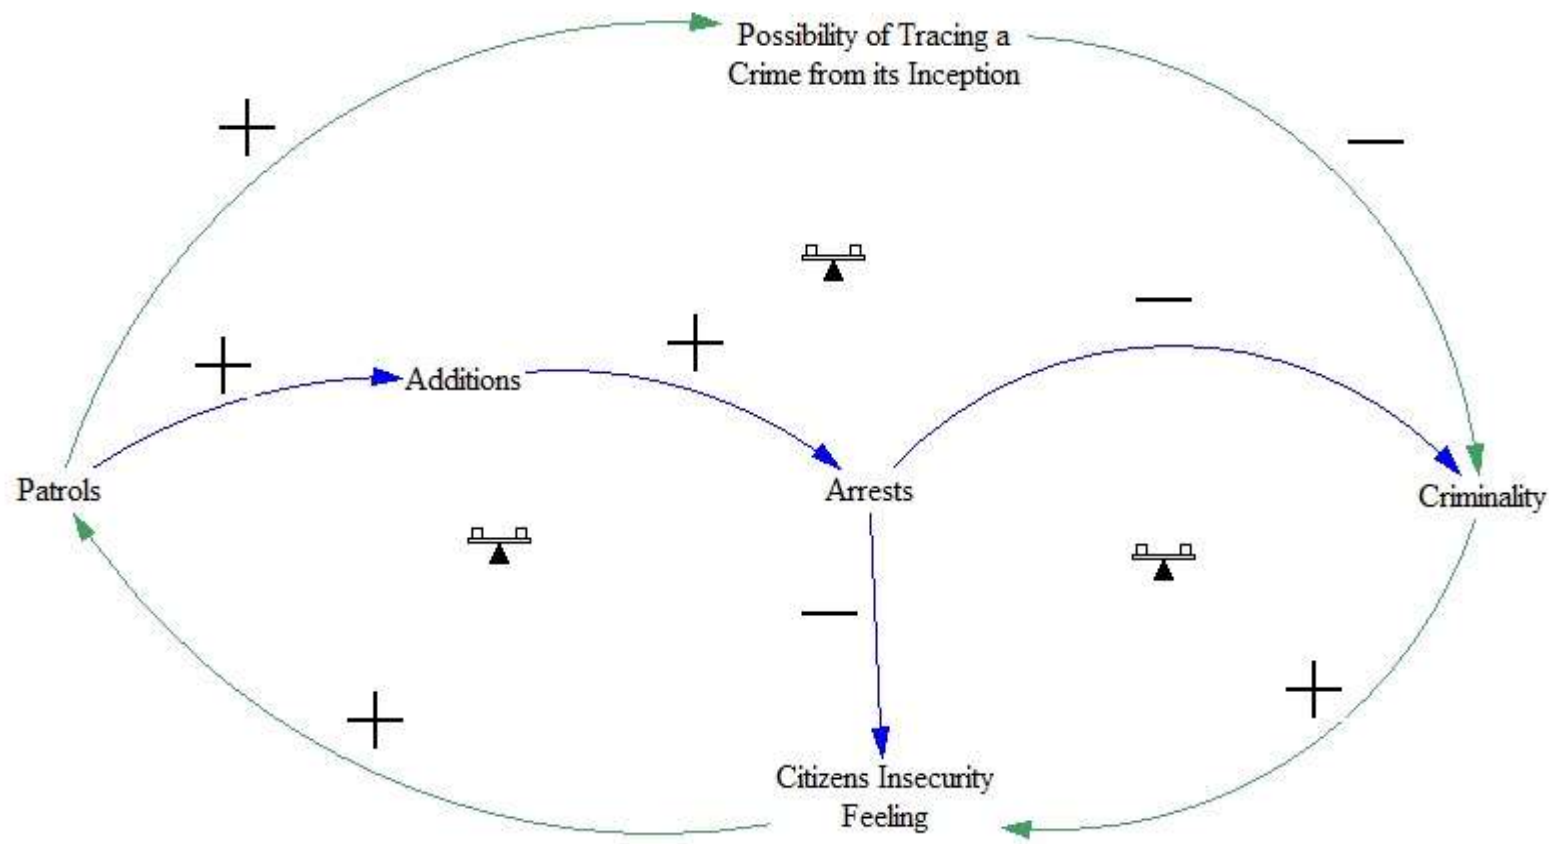 Possibility of Tracing a
Crime from its Inception
+
−
−
+
+
Additions
Patrols
Arrests
Criminality
−
+
+
Citizens Insecurity
Feeling